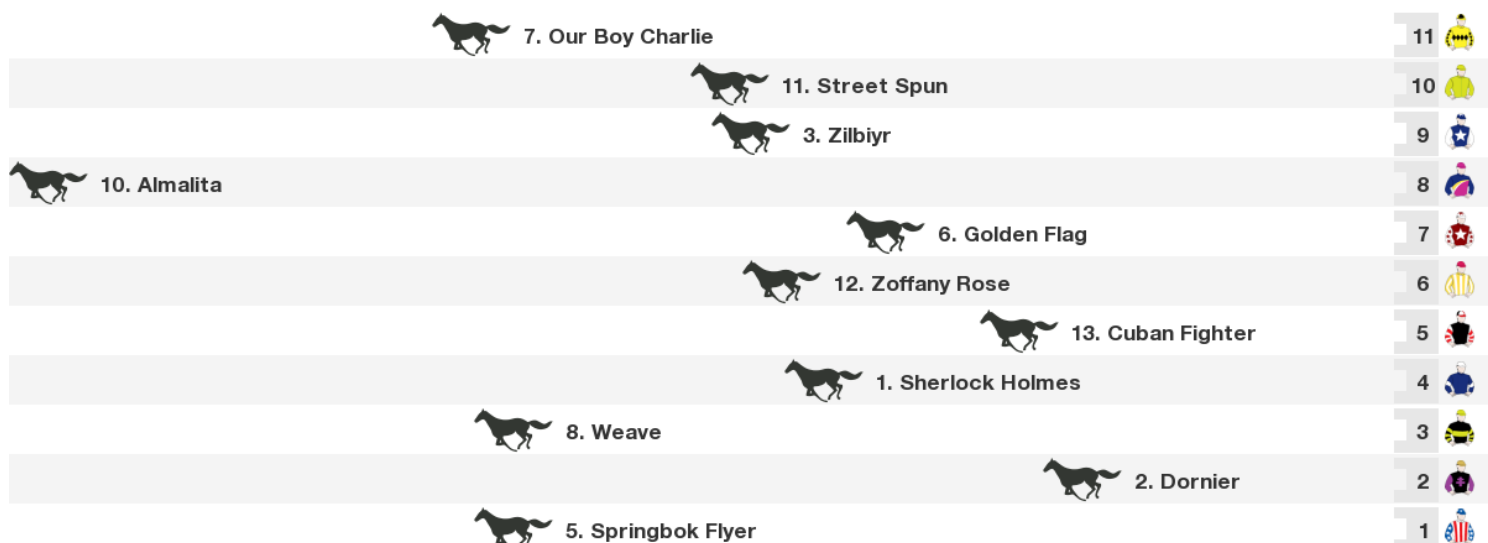 7. Our Boy Charlie 11
11. Street Spun 10
3. Zilbiyr 9
10. Almalita 8
6. Golden Flag 7
12. Zoffany Rose 6
13. Cuban Fighter 5
1. Sherlock Holmes 4
8. Weave 3
2. Dornier 2
5. Springbok Flyer 1